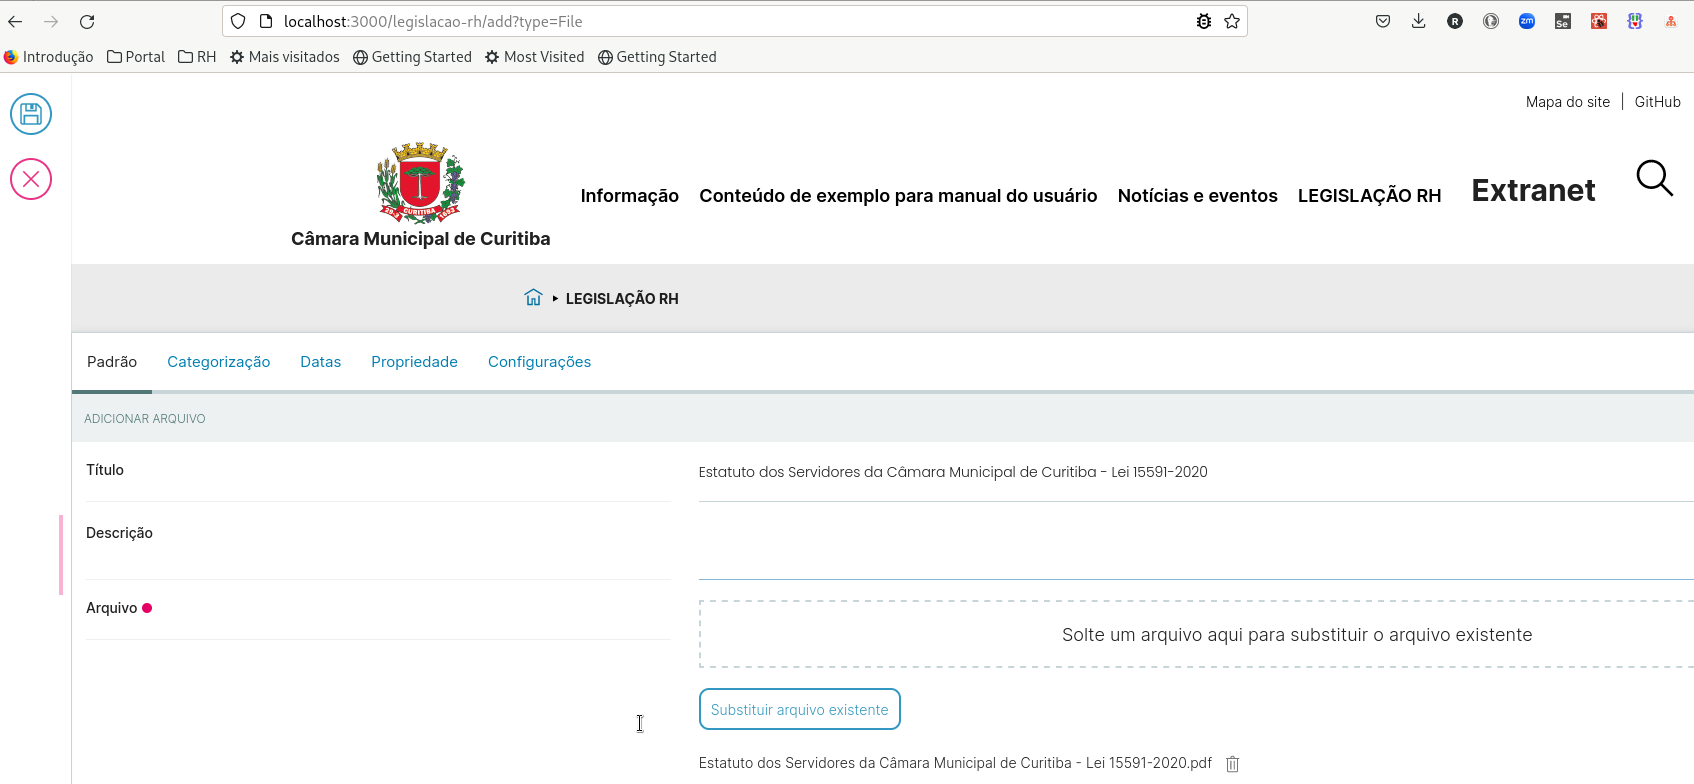 localhost:3000/legislacao-rh/add?type=File
R
zm
Se
Introdução Portal RH Mais visitados Getting Started Most Visited Getting Started
Mapa do site | GitHub
CURITIBA
Câmara Municipal de Curitiba
Informação Conteúdo de exemplo para manual do usuário Notícias e eventos LEGISLAÇÃO RH Extranet
LEGISLAÇÃO RH
Padrão Categorização Datas Propriedade Configurações
ADICIONAR ARQUIVO
Título
Estatuto dos Servidores da Câmara Municipal de Curitiba - Lei 15591-2020
Descrição
Arquivo
Solte um arquivo aqui para substituir o arquivo existente
Substituir arquivo existente
Estatuto dos Servidores da Câmara Municipal de Curitiba - Lei 15591-2020.pdf